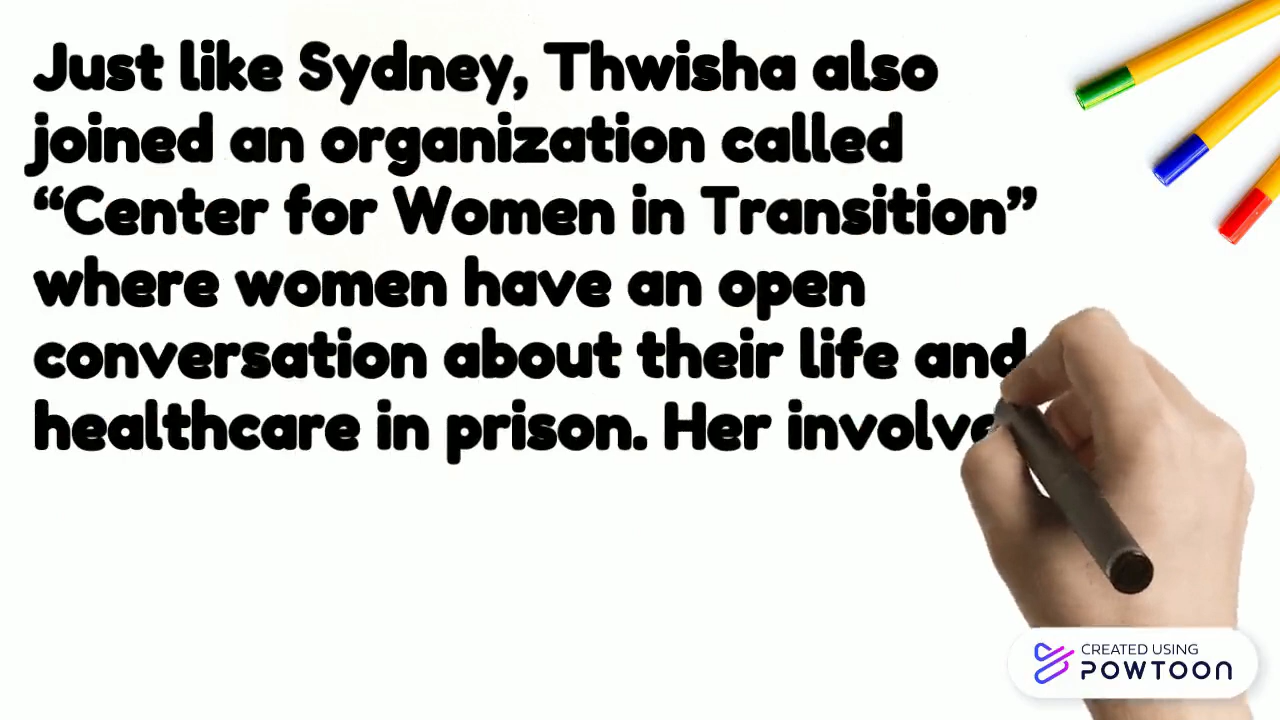 Just like Sydney, Thwisha also
joined an organization called
“Center for Women in Transition”
where women have an open
conversation about their life and
healthcare in prison. Her involve
CREATED USING
POWTOON